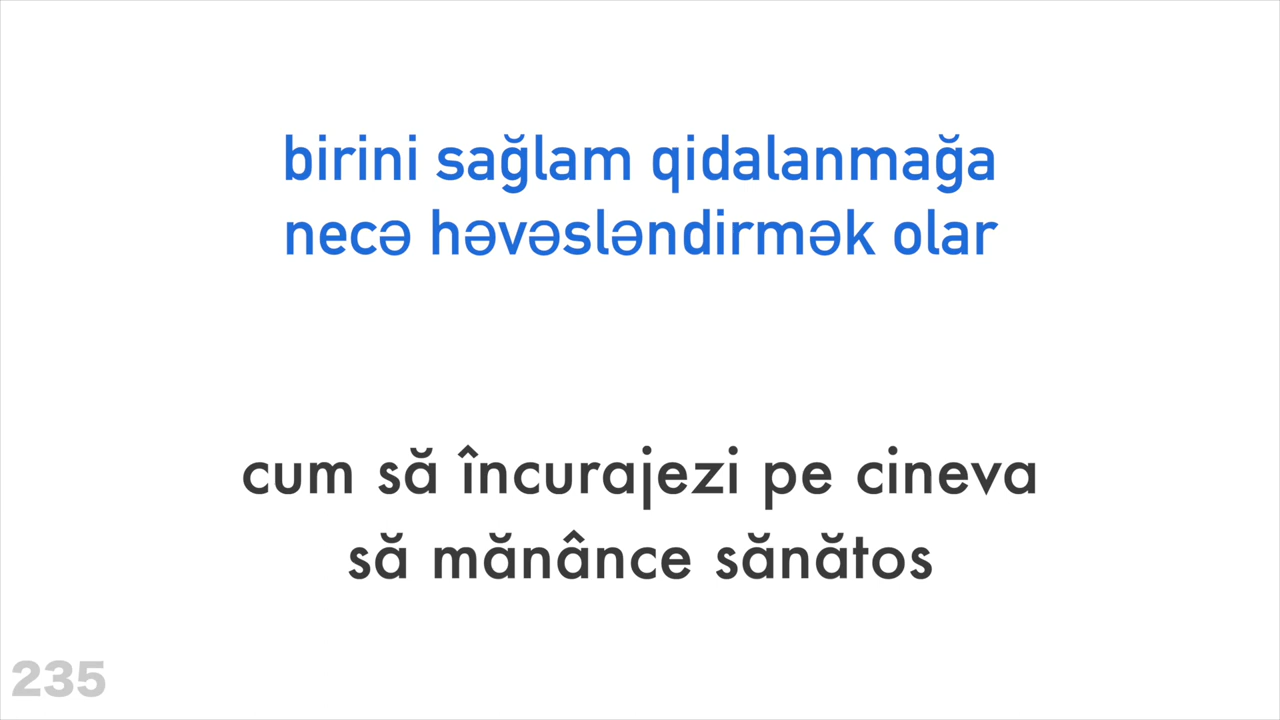 birini sağlam qidalanmağa
necə həvəsləndirmək olar
cum să încurajezi pe cineva
să mănânce sănătos
235